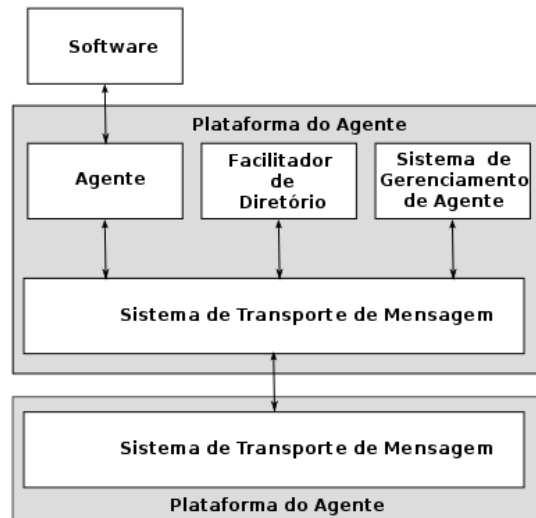 Software
Plataforma do Agente
Agente
Facilitador
de
Diretório
Sistema de
Gerenciamento
de Agente
Sistema de Transporte de Mensagem
Sistema de Transporte de Mensagem
Plataforma do Agente